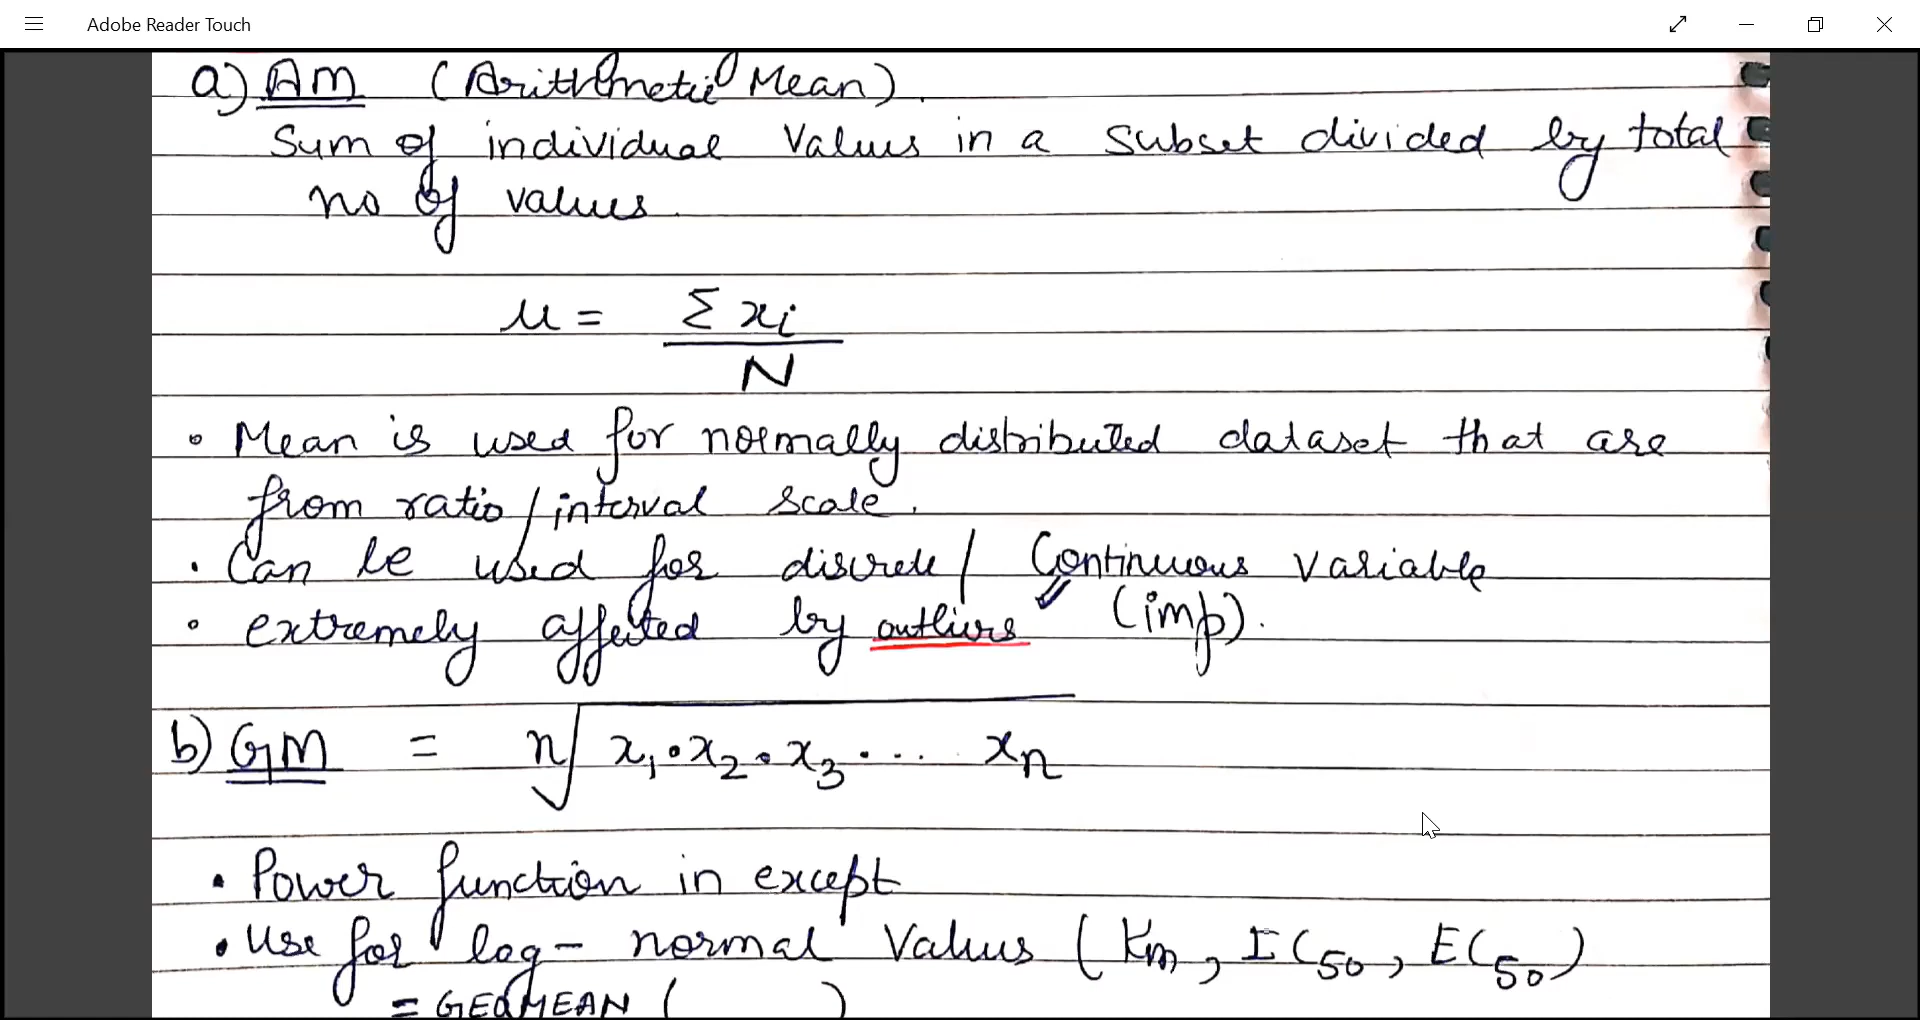 Adobe Reader Touch
a) AM (Arithmetic Mean).
Sum of individual values in a subset divided by total
no of values.
μ = Σ xi
N
• Mean is used for normally distributed dataset that are
from ratio/interval scale.
• Can be used for discrete/ Continuous variable
• extremely affected by outliers (imp).
b) GM = n√x₁•x₂•x₃•... xn
• Power function in except
• Use for log-normal values (Km, IC50, EC50)
= GEOMEAN ( )